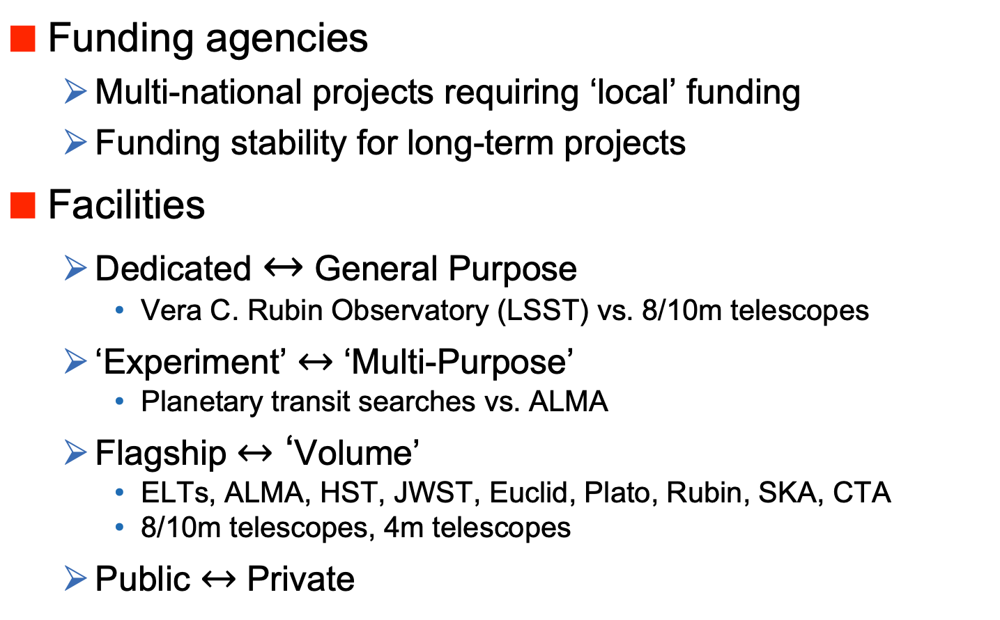 Funding agencies
Multi-national projects requiring ‘local’ funding
Funding stability for long-term projects
Facilities
Dedicated ↔ General Purpose
• Vera C. Rubin Observatory (LSST) vs. 8/10m telescopes
‘Experiment’ ↔ ‘Multi-Purpose’
• Planetary transit searches vs. ALMA
Flagship ↔ ‘Volume’
• ELTs, ALMA, HST, JWST, Euclid, Plato, Rubin, SKA, CTA
• 8/10m telescopes, 4m telescopes
Public ↔ Private